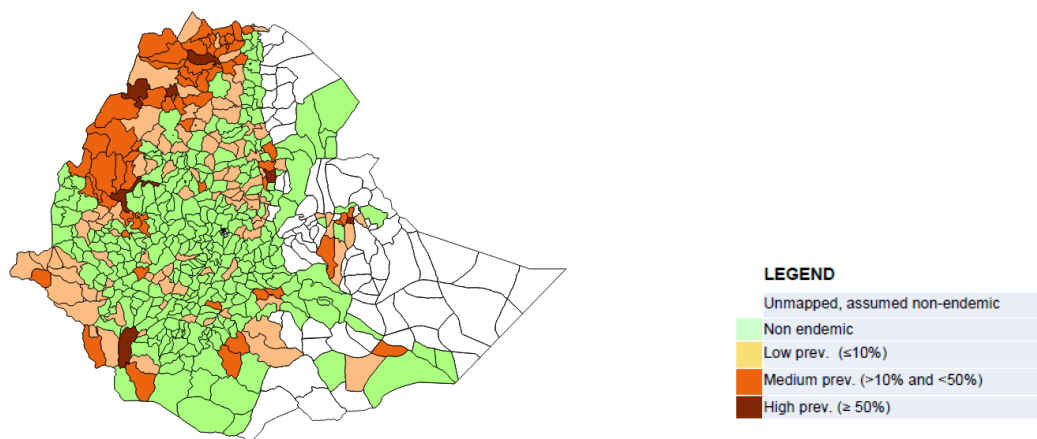 LEGEND
Unmapped, assumed non-endemic
Non endemic
Low prev. (≤10%)
Medium prev. (>10% and <50%)
High prev. (≥ 50%)